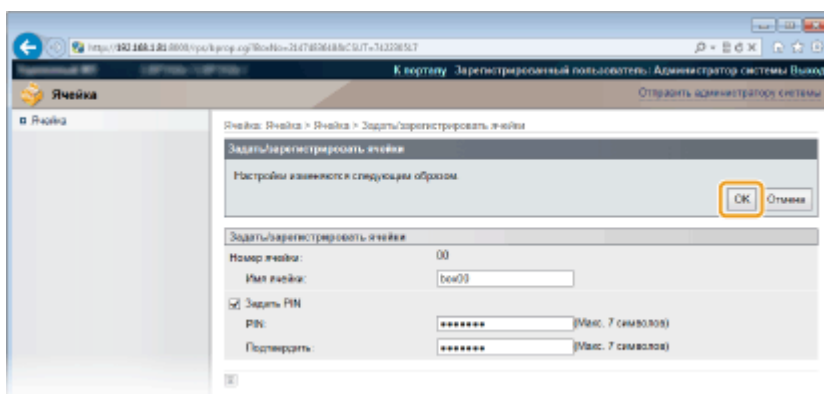 К порталу Зарегистрированный пользователь: Администратор системы Выход
Ячейка
Отправить администратору системы
Ячейка
Ячейка: Ячейка > Ячейка > Задать/зарегистрировать ячейки
Задать/зарегистрировать ячейки
Настройки изменяются следующим образом.
OK Отмена
Задать/зарегистрировать ячейки
Номер ячейки: 00
Имя ячейки: box00
Задать PIN
PIN: ••••••• (Макс. 7 символов)
Подтвердить: ••••••• (Макс. 7 символов)